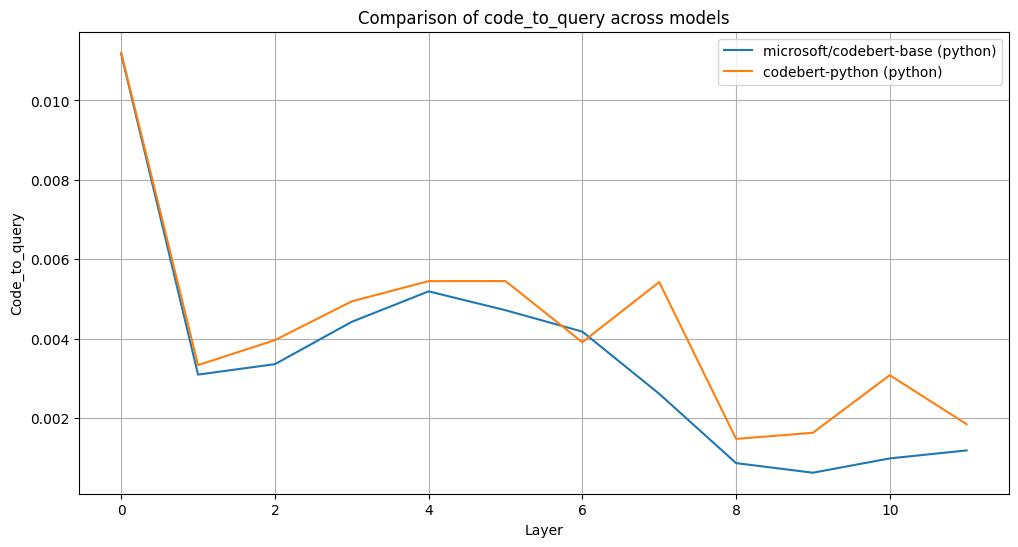 Comparison of code_to_query across models
microsoft/codebert-base (python)
codebert-python (python)
Code_to_query
0.010
0.008
0.006
0.004
0.002
0 2 4 6 8 10
Layer